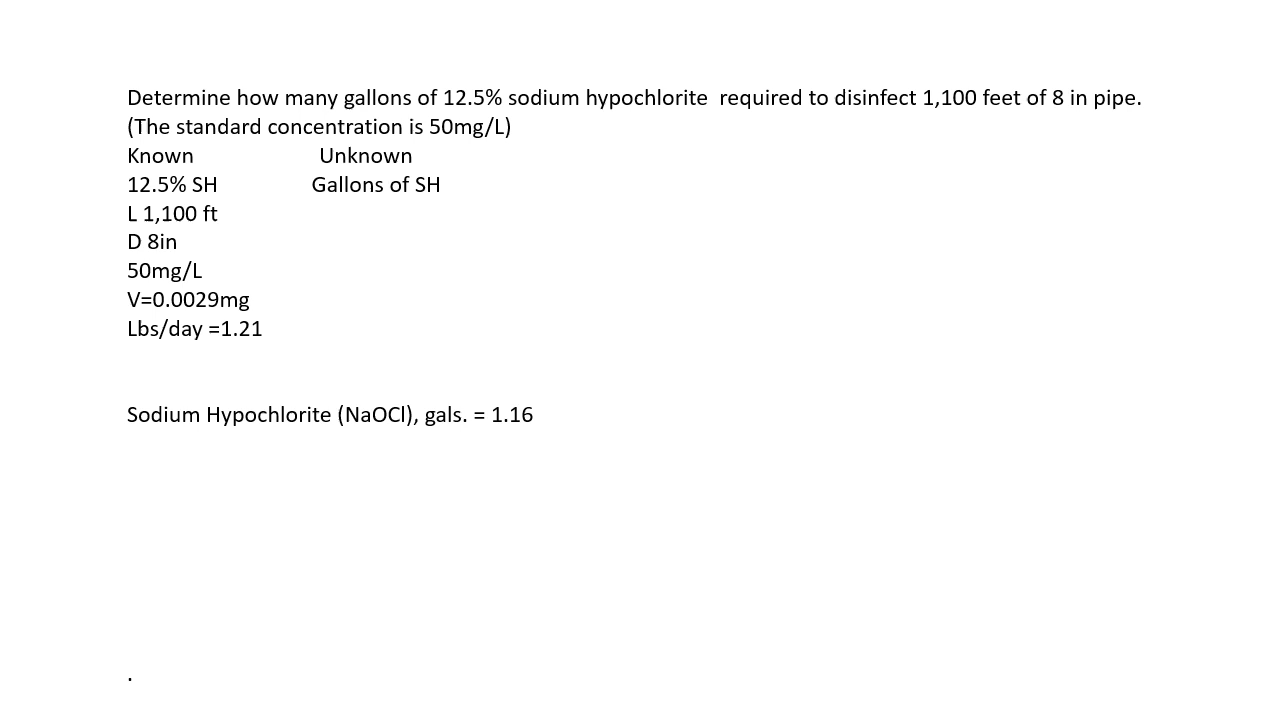 Determine how many gallons of 12.5% sodium hypochlorite  required to disinfect 1,100 feet of 8 in pipe.
(The standard concentration is 50mg/L)
Known Unknown
12.5% SH Gallons of SH
L 1,100 ft
D 8in
50mg/L
V=0.0029mg
Lbs/day =1.21
Sodium Hypochlorite (NaOCl), gals. = 1.16
.